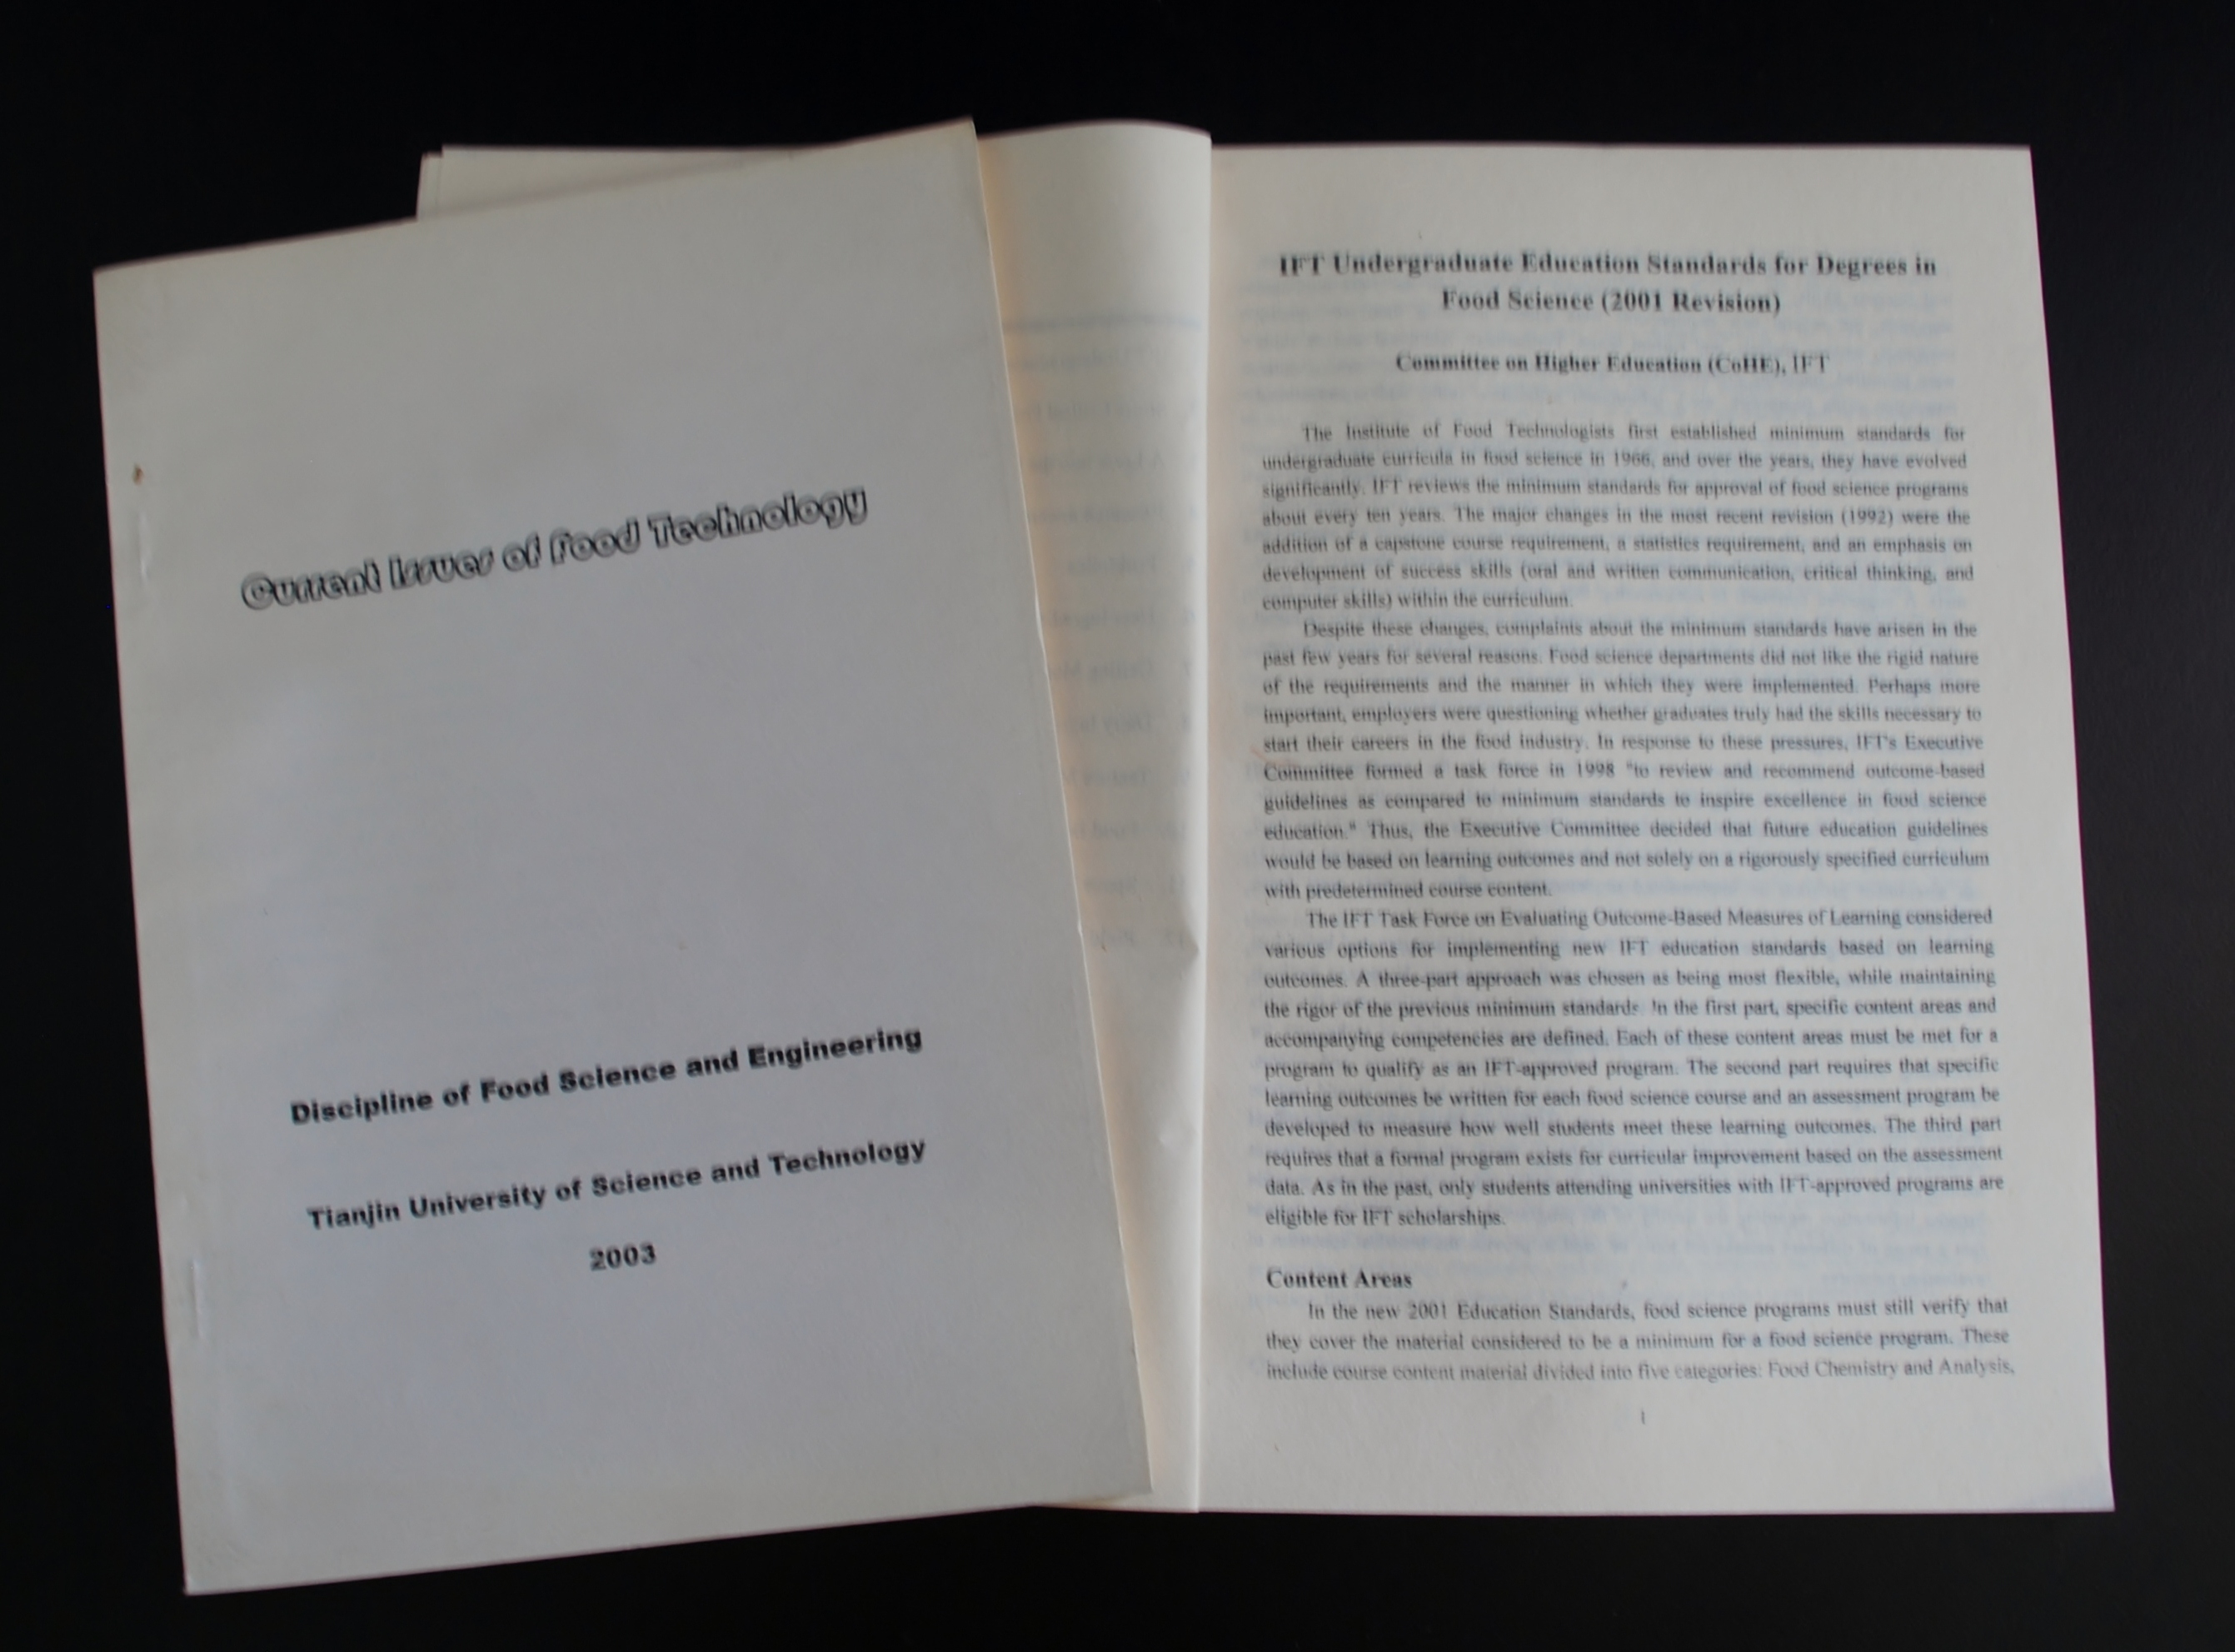 Current Issues of Food Technology
Discipline of Food Science and Engineering
Tianjin University of Science and Technology
2003
IFT Undergraduate Education Standards for Degrees in
Food Science (2001 Revision)
Committee on Higher Education (CoHE), IFT
The Institute of Food Technologists first established minimum standards for
undergraduate curricula in food science in 1966, and over the years, they have evolved
significantly. IFT reviews the minimum standards for approval of food science programs
about every ten years. The major changes in the most recent revision (1992) were the
addition of a capstone course requirement, a statistics requirement, and an emphasis on
development of success skills (oral and written communication, critical thinking, and
computer skills) within the curriculum.
Despite these changes, complaints about the minimum standards have arisen in the
past few years for several reasons. Food science departments did not like the rigid nature
of the requirements and the manner in which they were implemented. Perhaps more
important, employers were questioning whether graduates truly had the skills necessary to
start their careers in the food industry. In response to these pressures, IFT's Executive
Committee formed a task force in 1998 "to review and recommend outcome-based
guidelines as compared to minimum standards to inspire excellence in food science
education." Thus, the Executive Committee decided that future education guidelines
would be based on learning outcomes and not solely on a rigorously specified curriculum
with predetermined course content.
The IFT Task Force on Evaluating Outcome-Based Measures of Learning considered
various options for implementing new IFT education standards based on learning
outcomes. A three-part approach was chosen as being most flexible, while maintaining
the rigor of the previous minimum standards. In the first part, specific content areas and
accompanying competencies are defined. Each of these content areas must be met for a
program to qualify as an IFT-approved program. The second part requires that specific
learning outcomes be written for each food science course and an assessment program be
developed to measure how well students meet these learning outcomes. The third part
requires that a formal program exists for curricular improvement based on the assessment
data. As in the past, only students attending universities with IFT-approved programs are
eligible for IFT scholarships.
Content Areas
In the new 2001 Education Standards, food science programs must still verify that
they cover the material considered to be a minimum for a food science program. These
include course content material divided into five categories: Food Chemistry and Analysis,
1